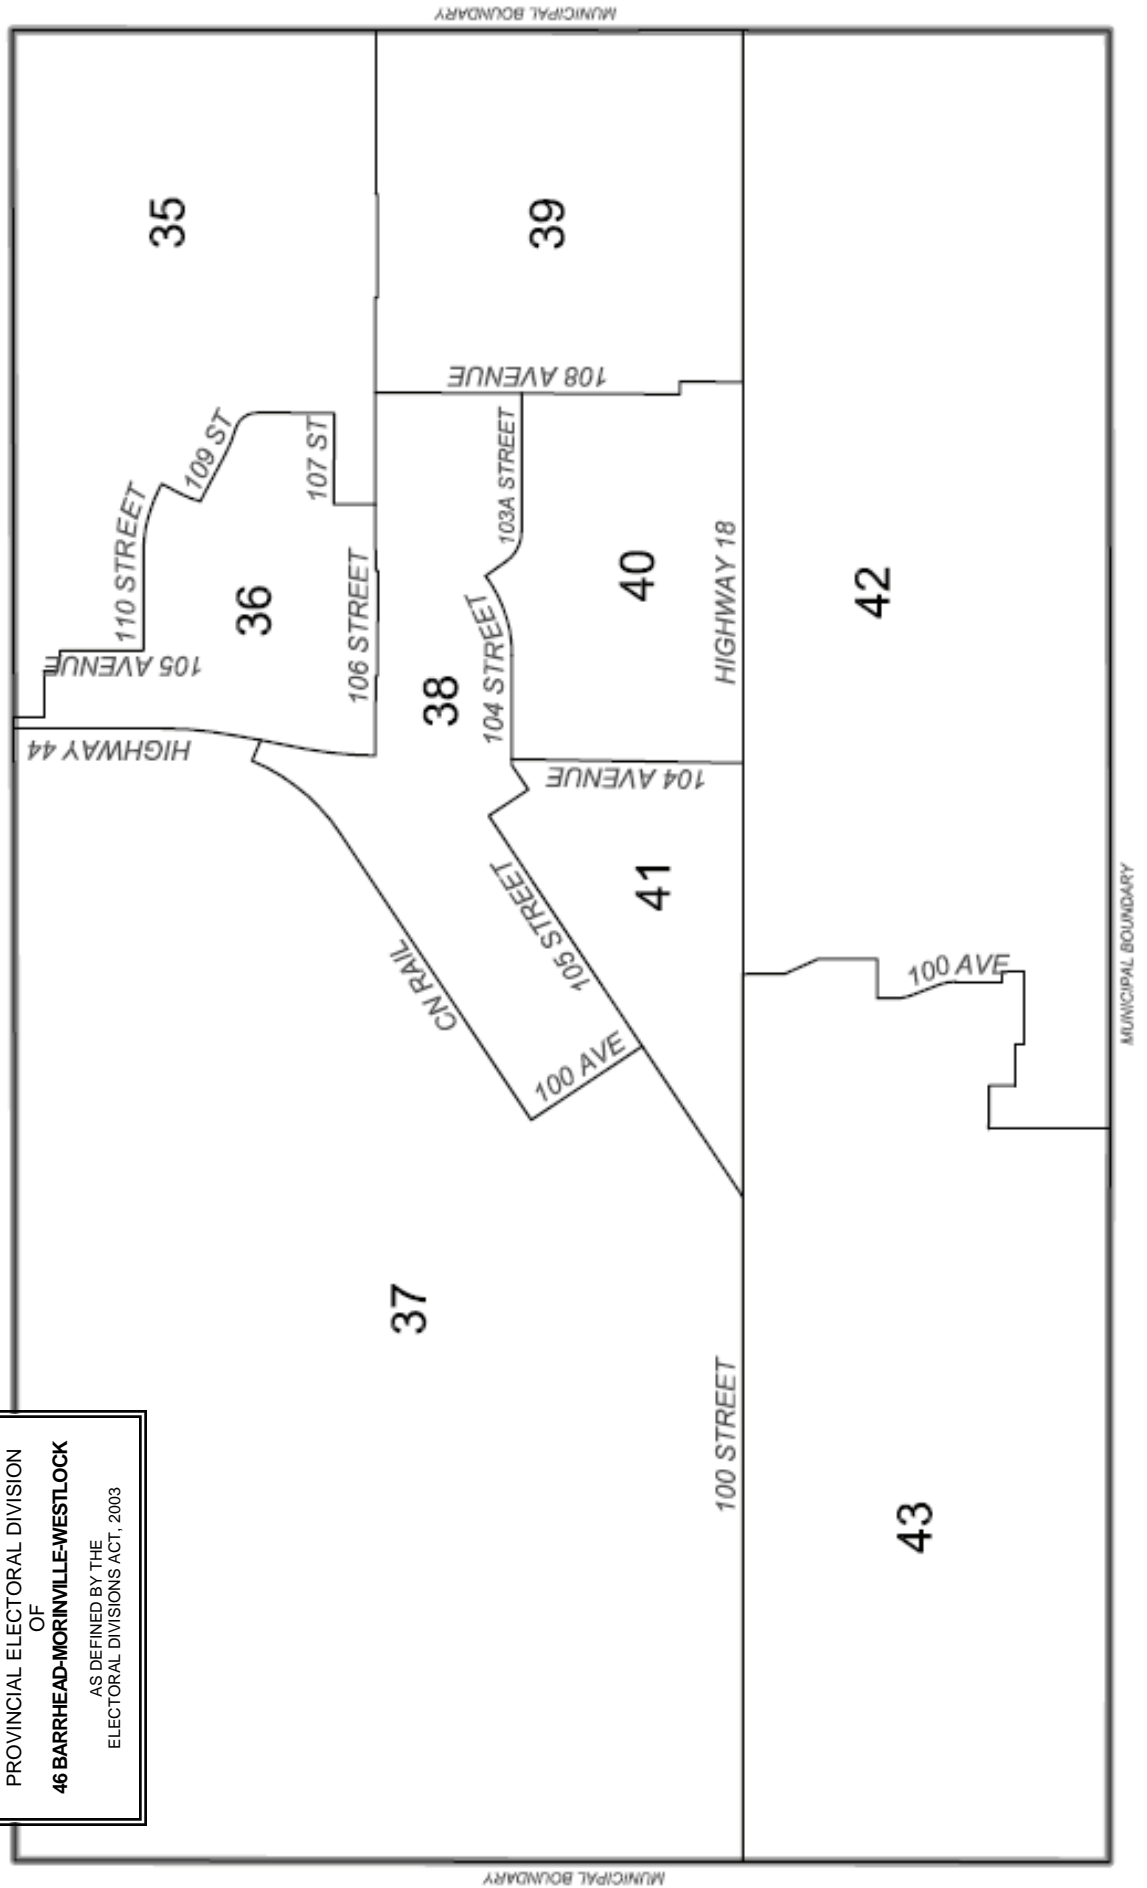 PROVINCIAL ELECTORAL DIVISION
OF
46 BARRHEAD-MORINVILLE-WESTLOCK
AS DEFINED BY THE
ELECTORAL DIVISIONS ACT, 2003
MUNICIPAL BOUNDARY
HIGHWAY 44
105 AVENUE
110 STREET
109 ST
35
36
107 ST
106 STREET
37
CN RAIL
38
104 STREET
103A STREET
108 AVENUE
39
100 AVE
105 STREET
104 AVENUE
41
40
100 STREET
HIGHWAY 18
43
100 AVE
42
MUNICIPAL BOUNDARY
MUNICIPAL BOUNDARY